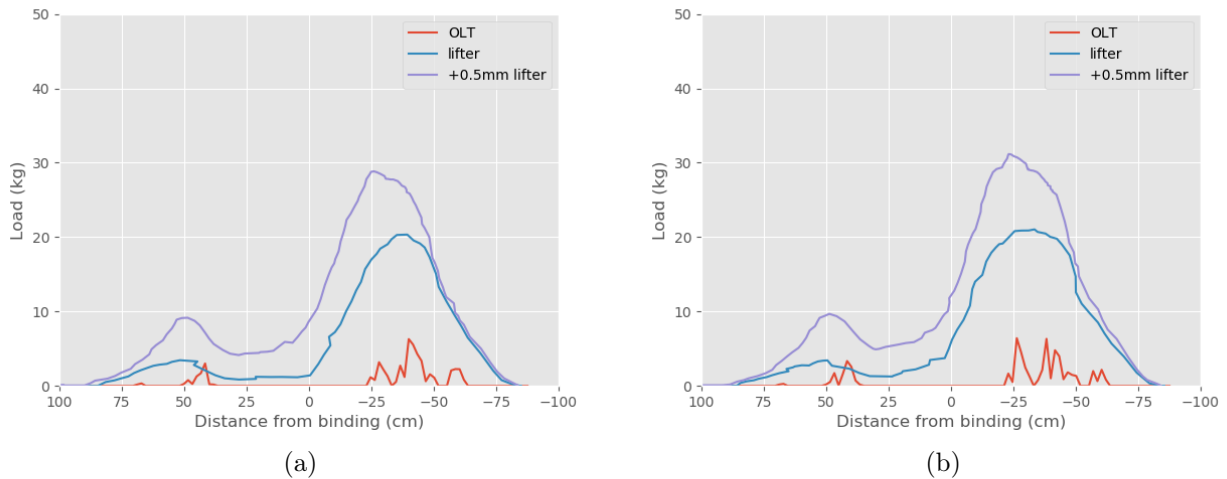 50
40
30
20
10
0
Load (kg)
100 75 50 25 0 −25 −50 −75 −100
Distance from binding (cm)
OLT
lifter
+0.5mm lifter
(a)
50
40
30
20
10
0
Load (kg)
100 75 50 25 0 −25 −50 −75 −100
Distance from binding (cm)
OLT
lifter
+0.5mm lifter
(b)